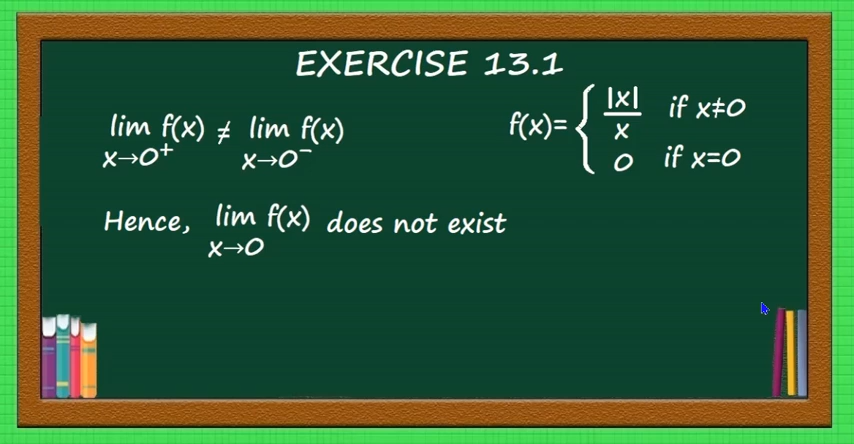 EXERCISE 13.1
lim f(x) ≠ lim f(x)
x→0⁺ x→0⁻
f(x)= { |x|/x if x≠0
0 if x=0
Hence, lim f(x) does not exist
x→0